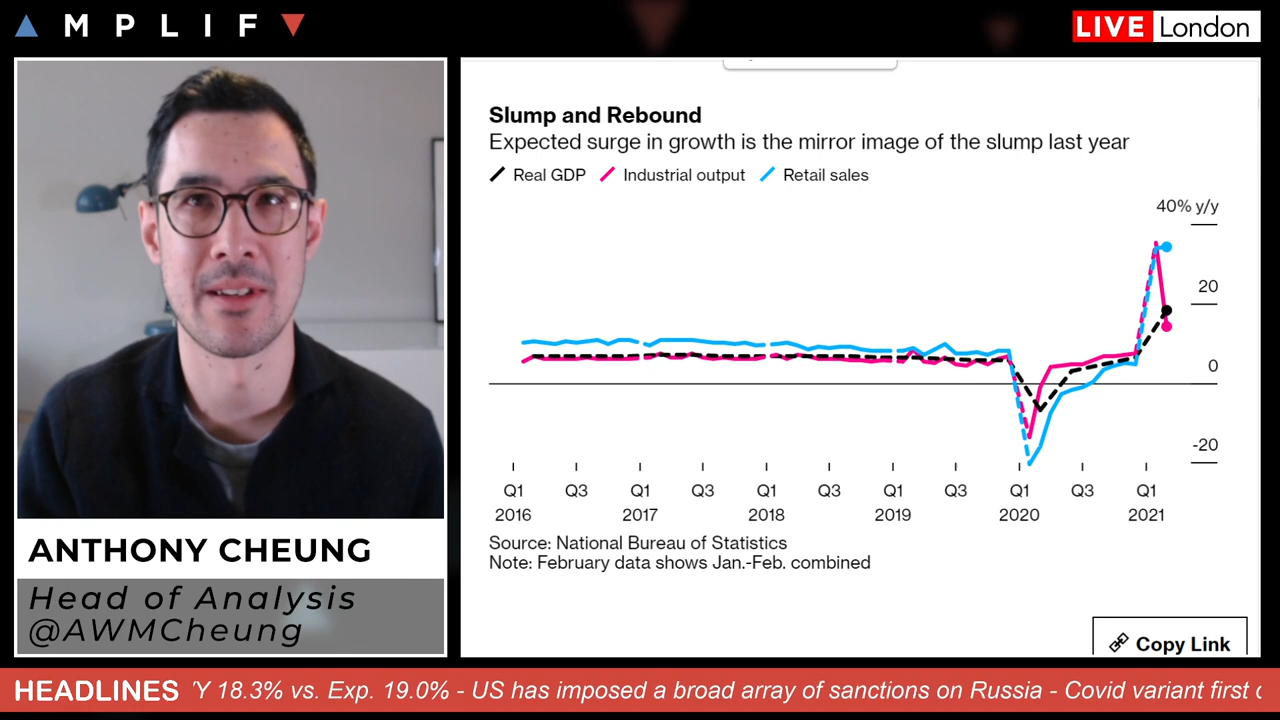 AMPLIFY
LIVE London
Slump and Rebound
Expected surge in growth is the mirror image of the slump last year
Real GDP Industrial output Retail sales
40% y/y
20
0
-20
Q1 Q3 Q1 Q3 Q1 Q3 Q1 Q3 Q1 Q3 Q1
2016 2017 2018 2019 2020 2021
Source: National Bureau of Statistics
Note: February data shows Jan.-Feb. combined
Copy Link
ANTHONY CHEUNG
Head of Analysis
@AWMCheung
HEADLINES 'Y 18.3% vs. Exp. 19.0% - US has imposed a broad array of sanctions on Russia - Covid variant first